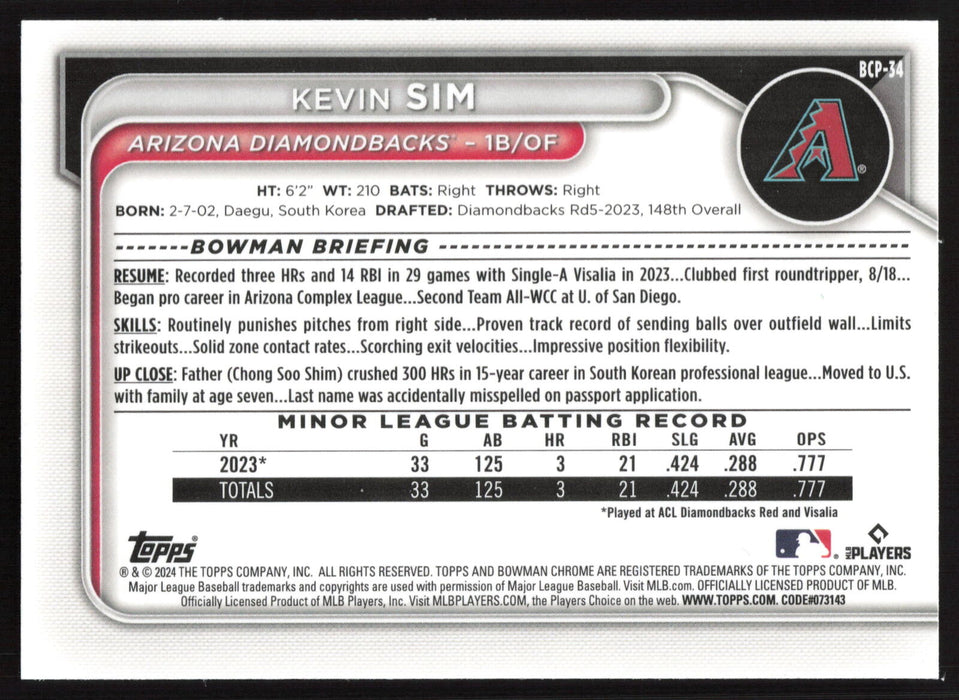 BCP-34
KEVIN SIM
ARIZONA DIAMONDBACKS® – 1B/OF
A®
HT: 6'2" WT: 210 BATS: Right THROWS: Right
BORN: 2-7-02, Daegu, South Korea DRAFTED: Diamondbacks Rd5-2023, 148th Overall
-------BOWMAN BRIEFING --------------------------------------------------
RESUME: Recorded three HRs and 14 RBI in 29 games with Single-A Visalia in 2023...Clubbed first roundtripper, 8/18...
Began pro career in Arizona Complex League...Second Team All-WCC at U. of San Diego.
SKILLS: Routinely punishes pitches from right side...Proven track record of sending balls over outfield wall...Limits
strikeouts...Solid zone contact rates...Scorching exit velocities...Impressive position flexibility.
UP CLOSE: Father (Chong Soo Shim) crushed 300 HRs in 15-year career in South Korean professional league...Moved to U.S.
with family at age seven...Last name was accidentally misspelled on passport application.
MINOR LEAGUE BATTING RECORD
YR G AB HR RBI SLG AVG OPS
2023* 33 125 3 21 .424 .288 .777
TOTALS 33 125 3 21 .424 .288 .777
*Played at ACL Diamondbacks Red and Visalia
Topps® ® MLB PLAYERS
® & © 2024 THE TOPPS COMPANY, INC. ALL RIGHTS RESERVED. TOPPS AND BOWMAN CHROME ARE REGISTERED TRADEMARKS OF THE TOPPS COMPANY, INC.
Major League Baseball trademarks and copyrights are used with permission of Major League Baseball. Visit MLB.com. OFFICIALLY LICENSED PRODUCT OF MLB.
Officially Licensed Product of MLB Players, Inc. Visit MLBPLAYERS.COM, the Players Choice on the web. WWW.TOPPS.COM. CODE#073143